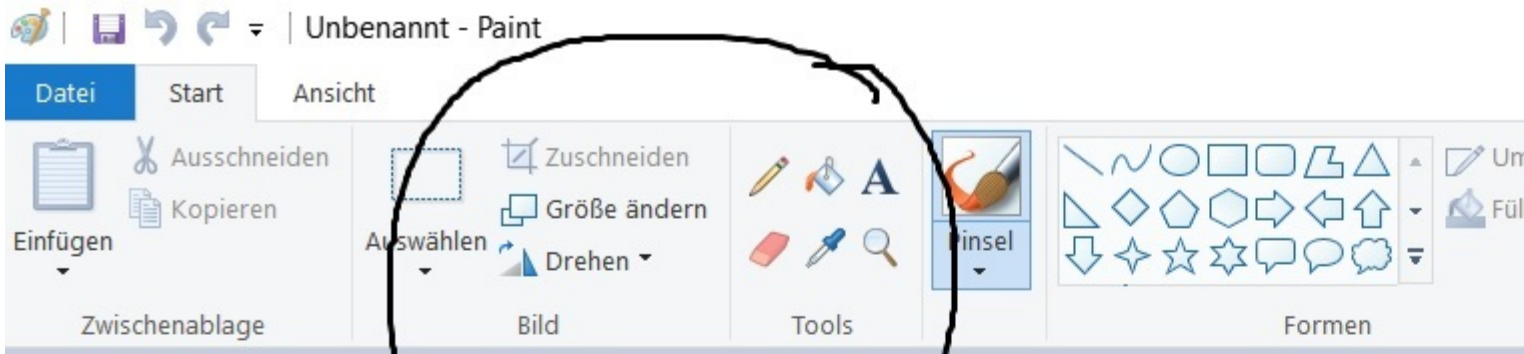 Unbenannt - Paint
Datei Start Ansicht
Einfügen
Ausschneiden
Kopieren
Zwischenablage
Auswählen
Zuschneiden
Größe ändern
Drehen
Bild
A
Tools
Pinsel
Formen